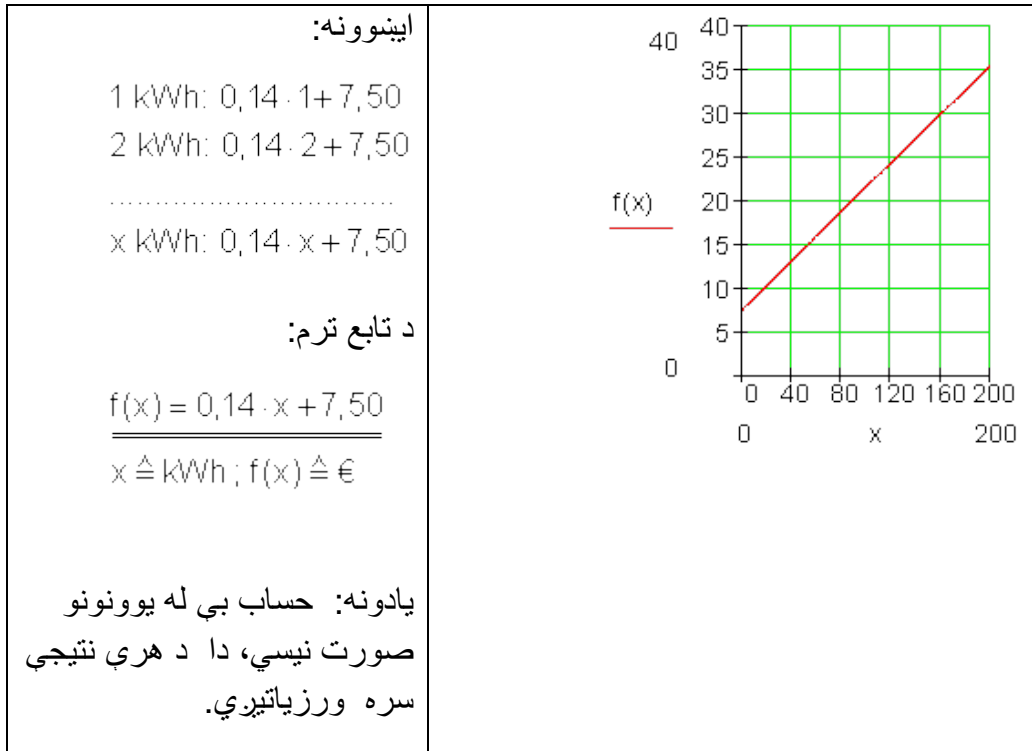 ایښوونه:
1 kWh: 0,14 · 1+ 7,50
2 kWh: 0,14 · 2 + 7,50
...............................
x kWh: 0,14 · x + 7,50
د تابع ترم:
f(x) = 0,14 · x + 7,50
x ≙ kWh ; f(x) ≙ €
یادونه: حساب بې له یوونونو
صورت نیسي، دا د هرې نتیجې
سره ورزیاتیږي.
40
f(x)
0
40
35
30
25
20
15
10
5
0 40 80 120 160 200
0 x 200